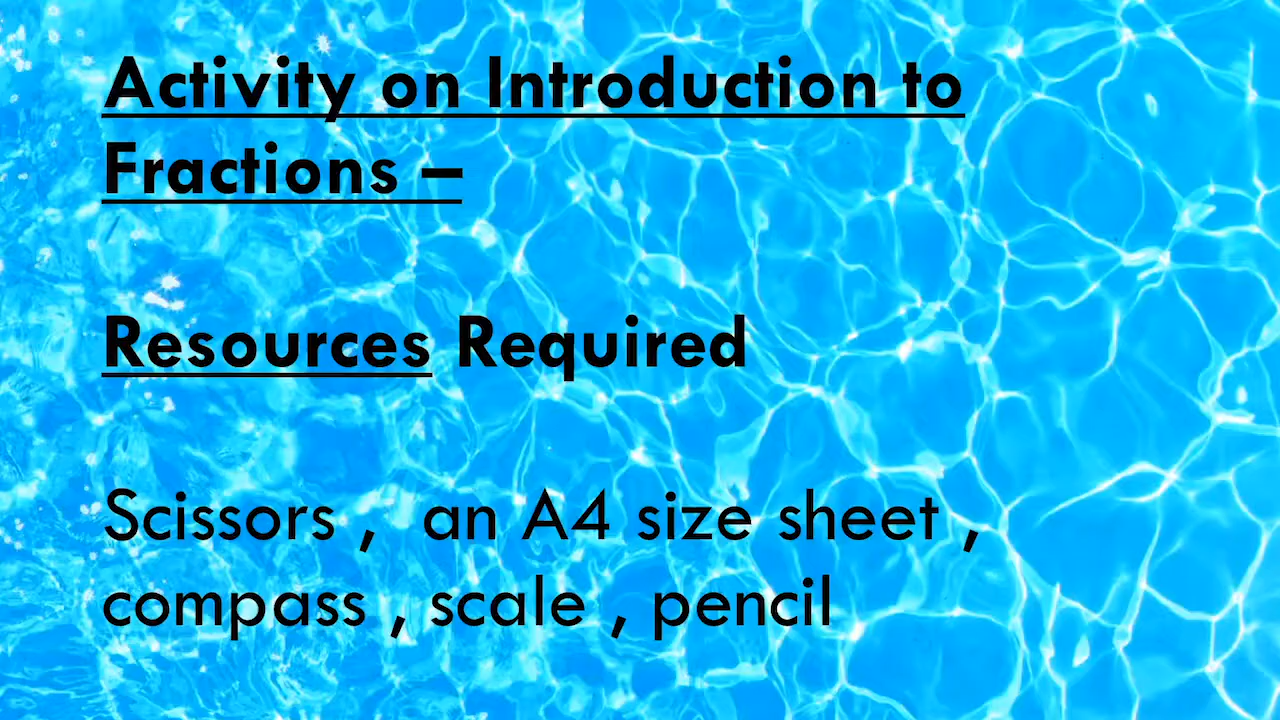 Activity on Introduction to
Fractions –
Resources Required
Scissors ,  an A4 size sheet ,
compass , scale , pencil